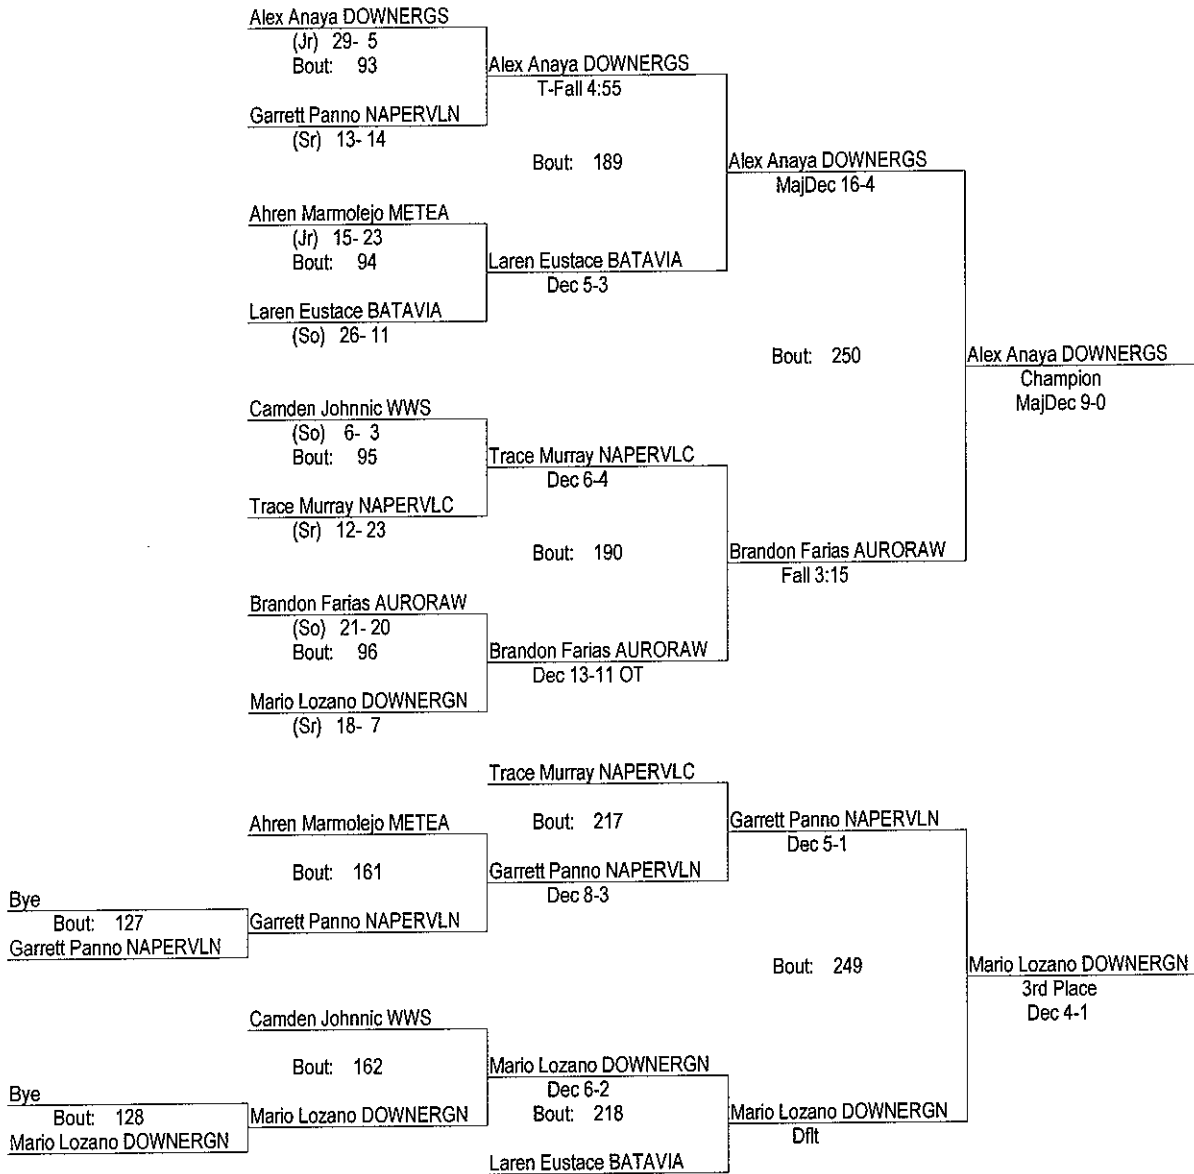 Alex Anaya DOWNERGS
(Jr) 29- 5
Bout: 93
Alex Anaya DOWNERGS
T-Fall 4:55
Garrett Panno NAPERVLN
(Sr) 13- 14
Bout: 189
Alex Anaya DOWNERGS
MajDec 16-4
Ahren Marmolejo METEA
(Jr) 15- 23
Bout: 94
Laren Eustace BATAVIA
Dec 5-3
Laren Eustace BATAVIA
(So) 26- 11
Bout: 250
Alex Anaya DOWNERGS
Champion
MajDec 9-0
Camden Johnnic WWS
(So) 6- 3
Bout: 95
Trace Murray NAPERVLC
Dec 6-4
Trace Murray NAPERVLC
(Sr) 12- 23
Bout: 190
Brandon Farias AURORAW
Fall 3:15
Brandon Farias AURORAW
(So) 21- 20
Bout: 96
Brandon Farias AURORAW
Dec 13-11 OT
Mario Lozano DOWNERGN
(Sr) 18- 7
Trace Murray NAPERVLC
Ahren Marmolejo METEA
Bout: 217
Garrett Panno NAPERVLN
Dec 5-1
Bout: 161
Garrett Panno NAPERVLN
Dec 8-3
Bye
Bout: 127
Garrett Panno NAPERVLN
Garrett Panno NAPERVLN
Bout: 249
Mario Lozano DOWNERGN
3rd Place
Dec 4-1
Camden Johnnic WWS
Bout: 162
Mario Lozano DOWNERGN
Dec 6-2
Bye
Bout: 128
Mario Lozano DOWNERGN
Mario Lozano DOWNERGN
Bout: 218
Mario Lozano DOWNERGN
Dflt
Laren Eustace BATAVIA